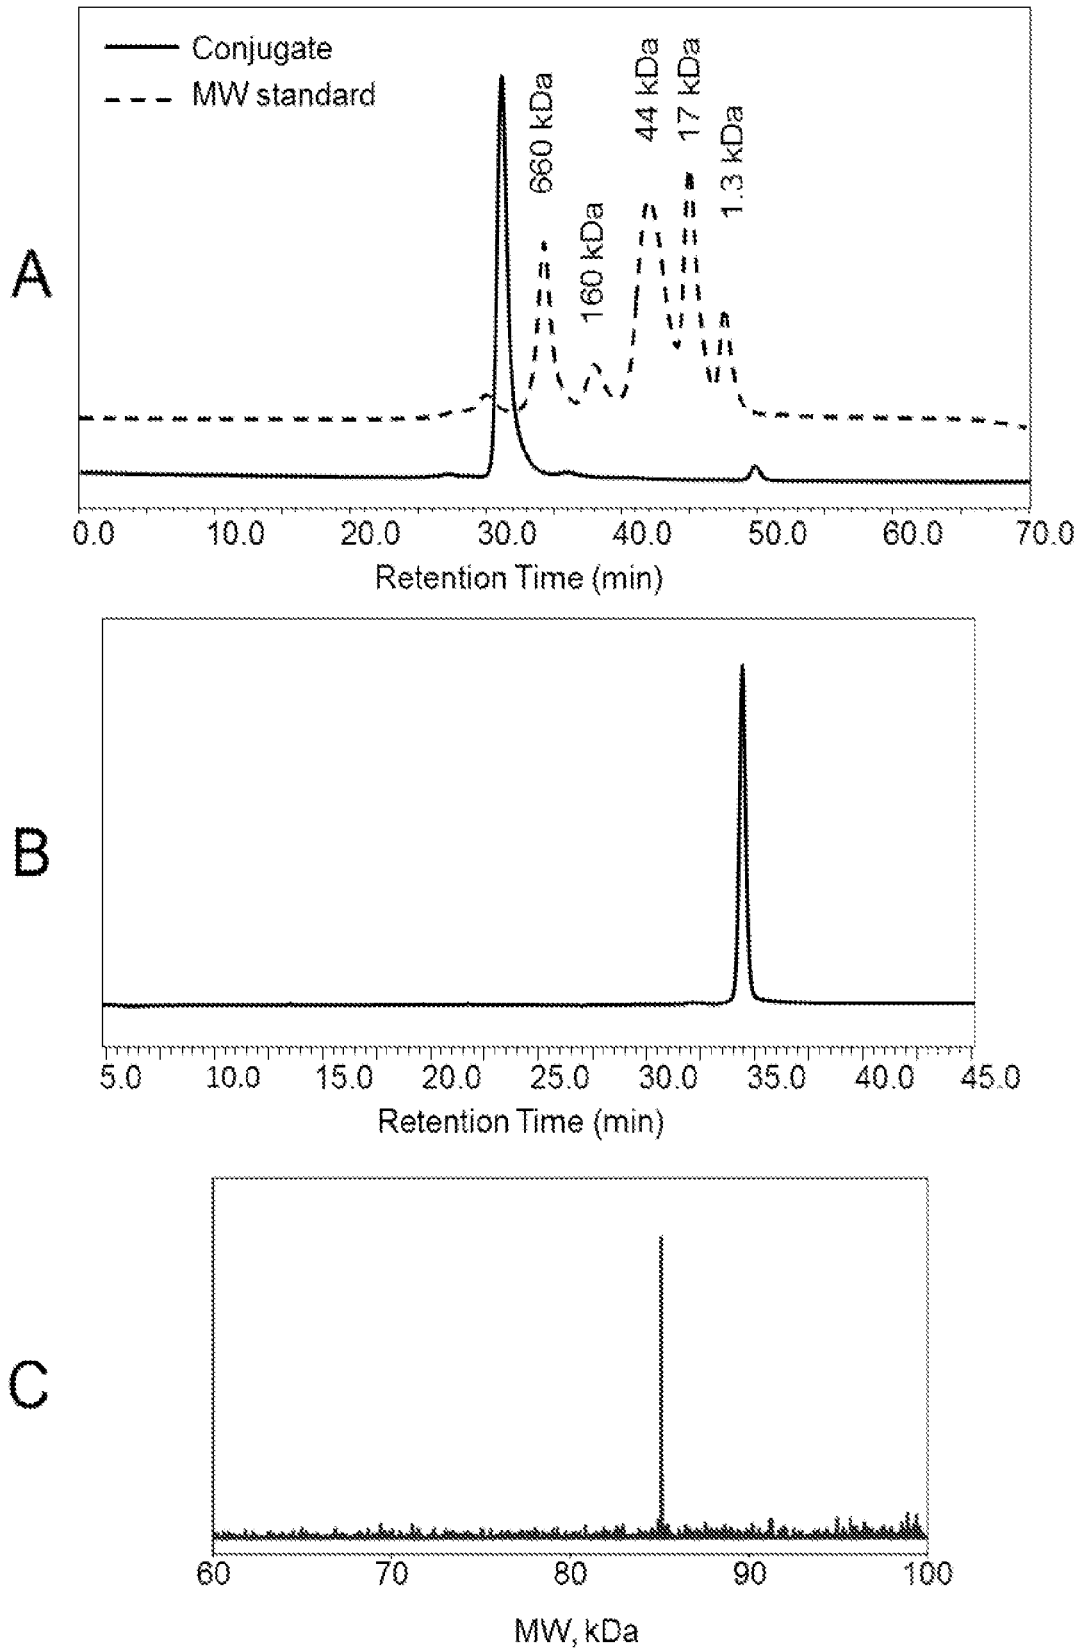 Conjugate
MW standard
660 kDa
160 kDa
44 kDa
17 kDa
1.3 kDa
A
0.0 10.0 20.0 30.0 40.0 50.0 60.0 70.0
Retention Time (min)
B
5.0 10.0 15.0 20.0 25.0 30.0 35.0 40.0 45.0
Retention Time (min)
C
60 70 80 90 100
MW, kDa